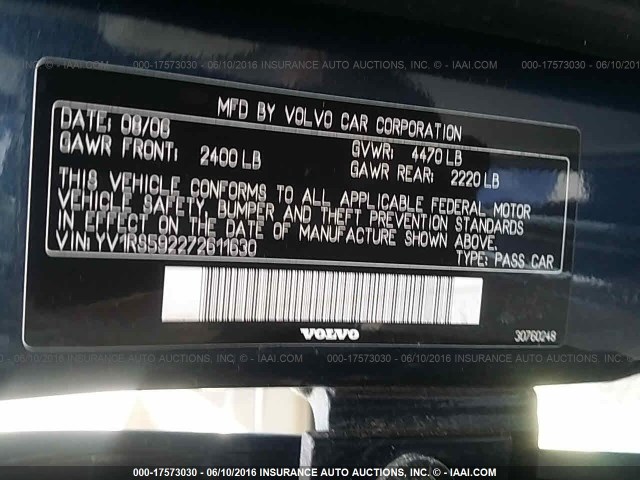 000-17573030 - 06/10/2016 INSURANCE AUTO AUCTIONS, INC. - ©IAAI.COM
MFD BY VOLVO CAR CORPORATION
DATE: 08/06
GVWR: 4470 LB
GAWR FRONT: 2400 LB
GAWR REAR: 2220 LB
THIS VEHICLE CONFORMS TO ALL APPLICABLE FEDERAL MOTOR
VEHICLE SAFETY, BUMPER AND THEFT PREVENTION STANDARDS
IN EFFECT ON THE DATE OF MANUFACTURE SHOWN ABOVE.
VIN: YV1RS592272611630
TYPE: PASS CAR
VOLVO
30760248
000-17573030 - 06/10/2016 INSURANCE AUTO AUCTIONS, INC. - ©IAAI.COM
000-17573030 - 06/10/2016 INSURANCE AUTO AUCTIONS, INC. - ©IAAI.COM